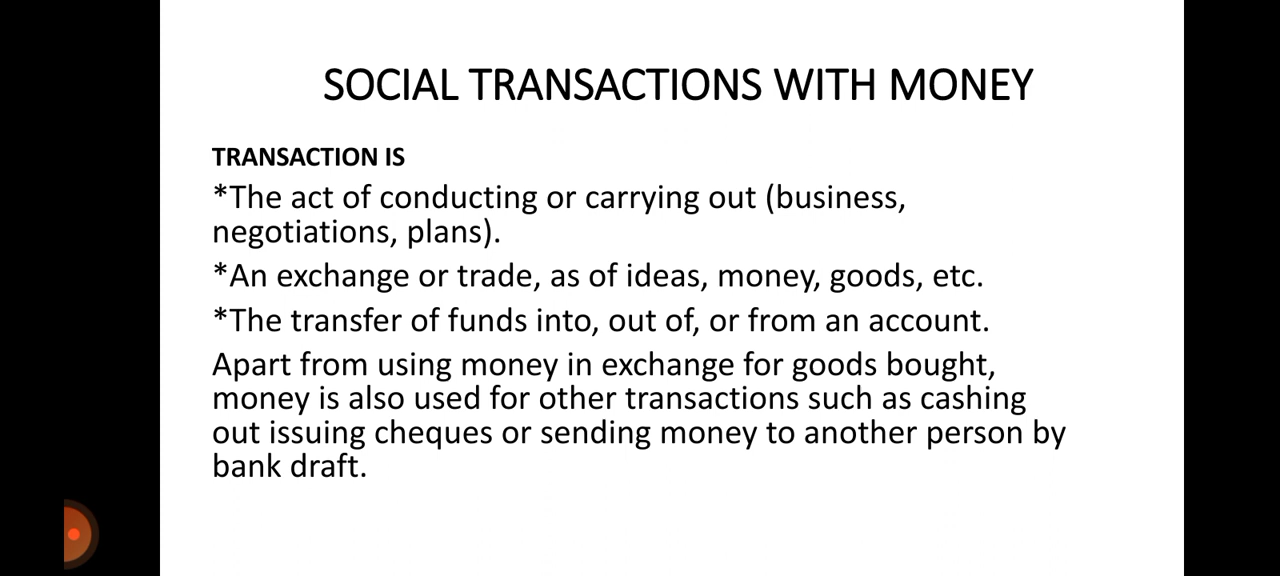 SOCIAL TRANSACTIONS WITH MONEY
TRANSACTION IS
*The act of conducting or carrying out (business,
negotiations, plans).
*An exchange or trade, as of ideas, money, goods, etc.
*The transfer of funds into, out of, or from an account.
Apart from using money in exchange for goods bought,
money is also used for other transactions such as cashing
out issuing cheques or sending money to another person by
bank draft.